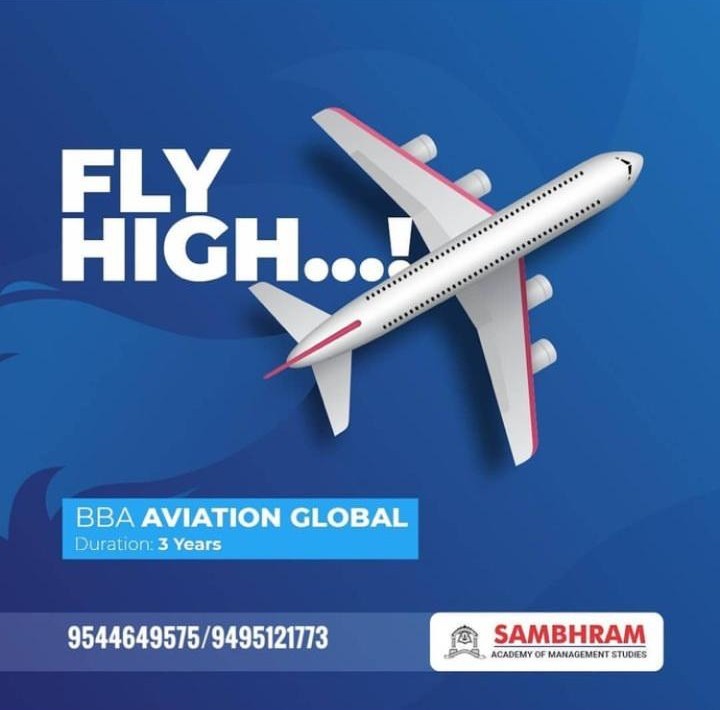 FLY
HIGH...!
BBA AVIATION GLOBAL
Duration: 3 Years
9544649575/9495121773
SAMBHRAM
ACADEMY OF MANAGEMENT STUDIES